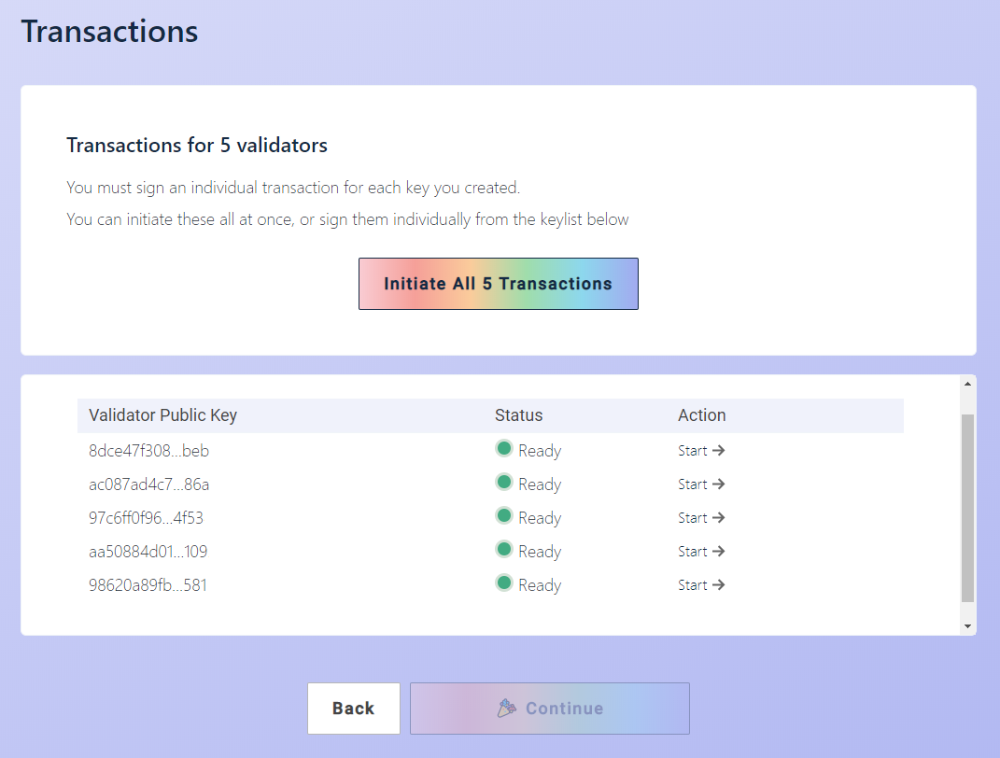 Transactions
Transactions for 5 validators
You must sign an individual transaction for each key you created.
You can initiate these all at once, or sign them individually from the keylist below
Initiate All 5 Transactions
Validator Public Key Status Action
8dce47f308...beb Ready Start →
ac087ad4c7...86a Ready Start →
97c6ff0f96...4f53 Ready Start →
aa50884d01...109 Ready Start →
98620a89fb...581 Ready Start →
Back Continue